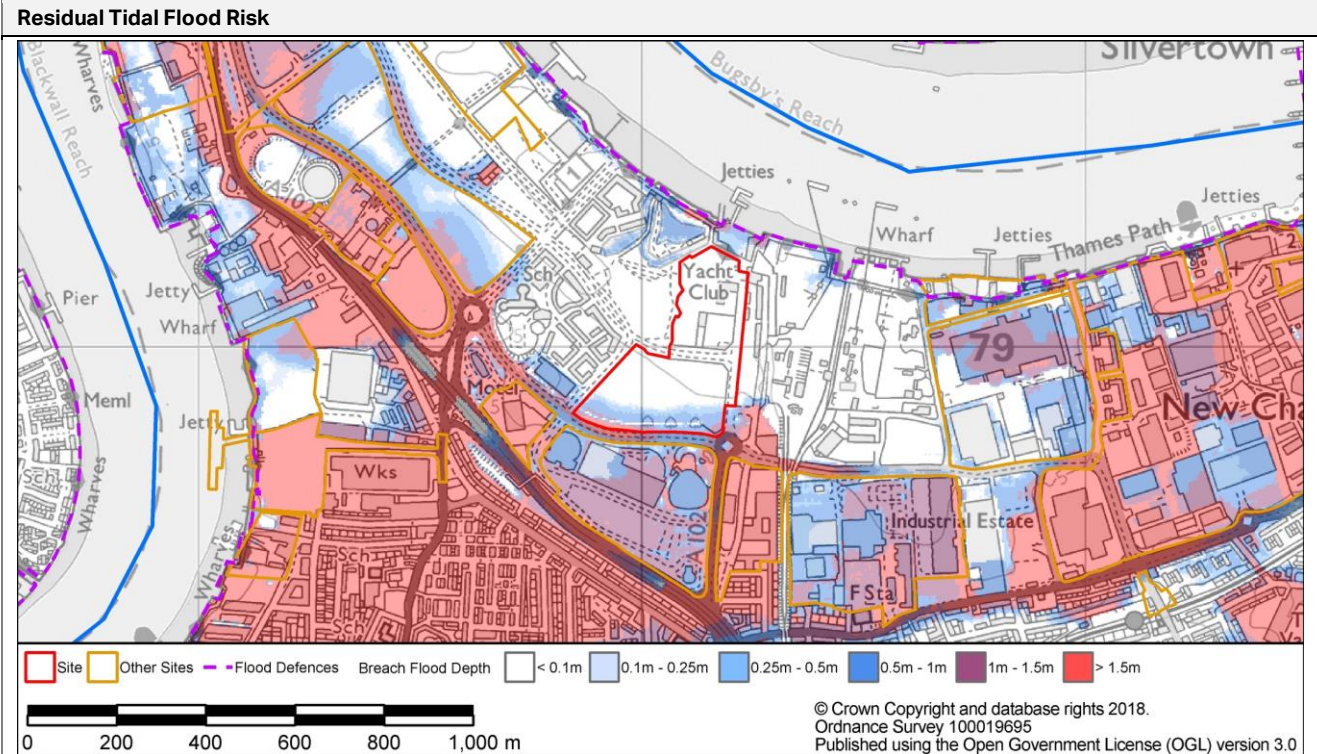 Residual Tidal Flood Risk
Silvertown
Blackwall Reach
Wharves
Bugsby's Reach
Jetties
Jetties
Wharf
Jetties
Thames Path
Yacht
Club
Sch
Pier
Jetty
Wharf
79
Meml
Motel
New Cha
Jetty
Sch
Wharves
Wks
Industrial Estate
A102
Wharves
Sch
F Sta
Sch
Site
Other Sites
Flood Defences
Breach Flood Depth
< 0.1m
0.1m - 0.25m
0.25m - 0.5m
0.5m - 1m
1m - 1.5m
> 1.5m
0 200 400 600 800 1,000 m
© Crown Copyright and database rights 2018.
Ordnance Survey 100019695
Published using the Open Government License (OGL) version 3.0